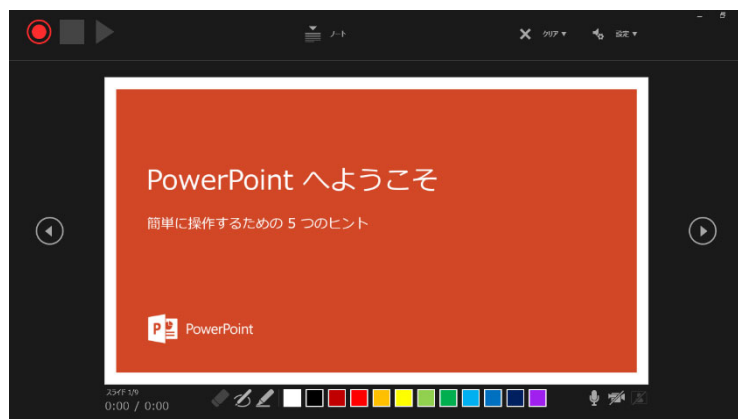 ノート
クリア
設定
PowerPoint へようこそ
簡単に操作するための 5 つのヒント
P
PowerPoint
スライド 1/9
0:00 / 0:00